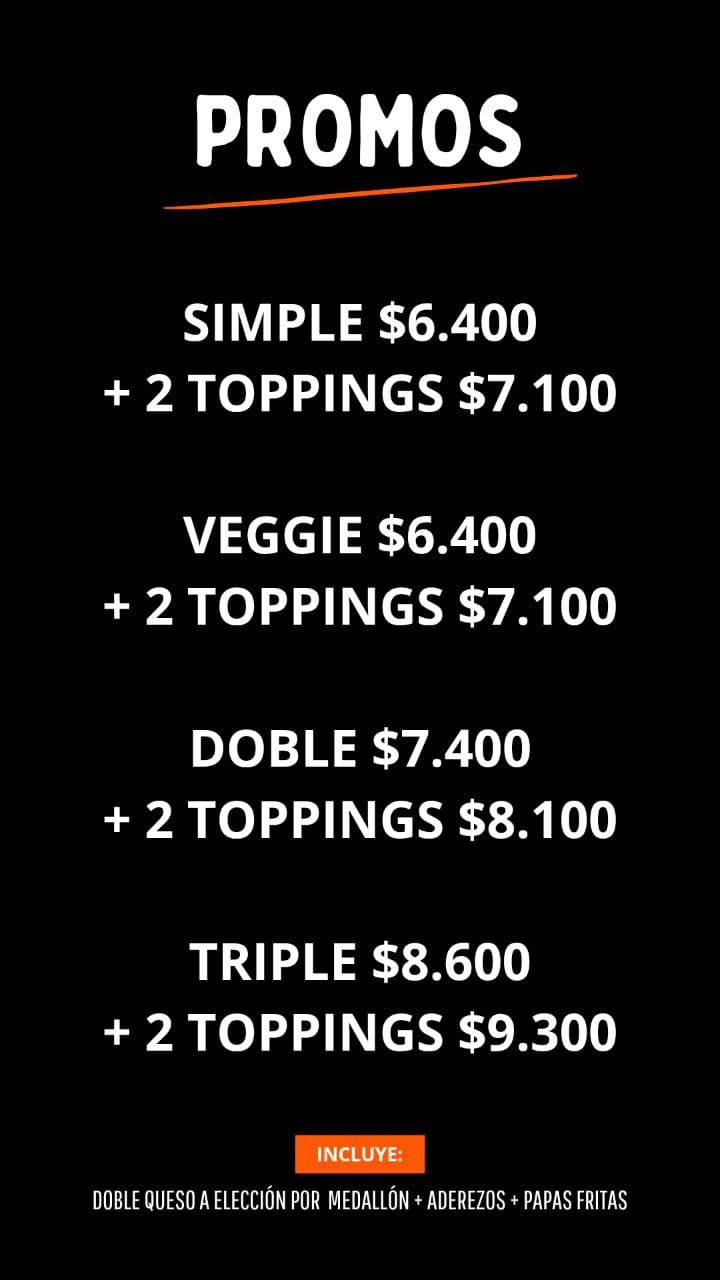 PROMOS
SIMPLE $6.400
+ 2 TOPPINGS $7.100
VEGGIE $6.400
+ 2 TOPPINGS $7.100
DOBLE $7.400
+ 2 TOPPINGS $8.100
TRIPLE $8.600
+ 2 TOPPINGS $9.300
INCLUYE:
DOBLE QUESO A ELECCIÓN POR MEDALLÓN + ADEREZOS + PAPAS FRITAS